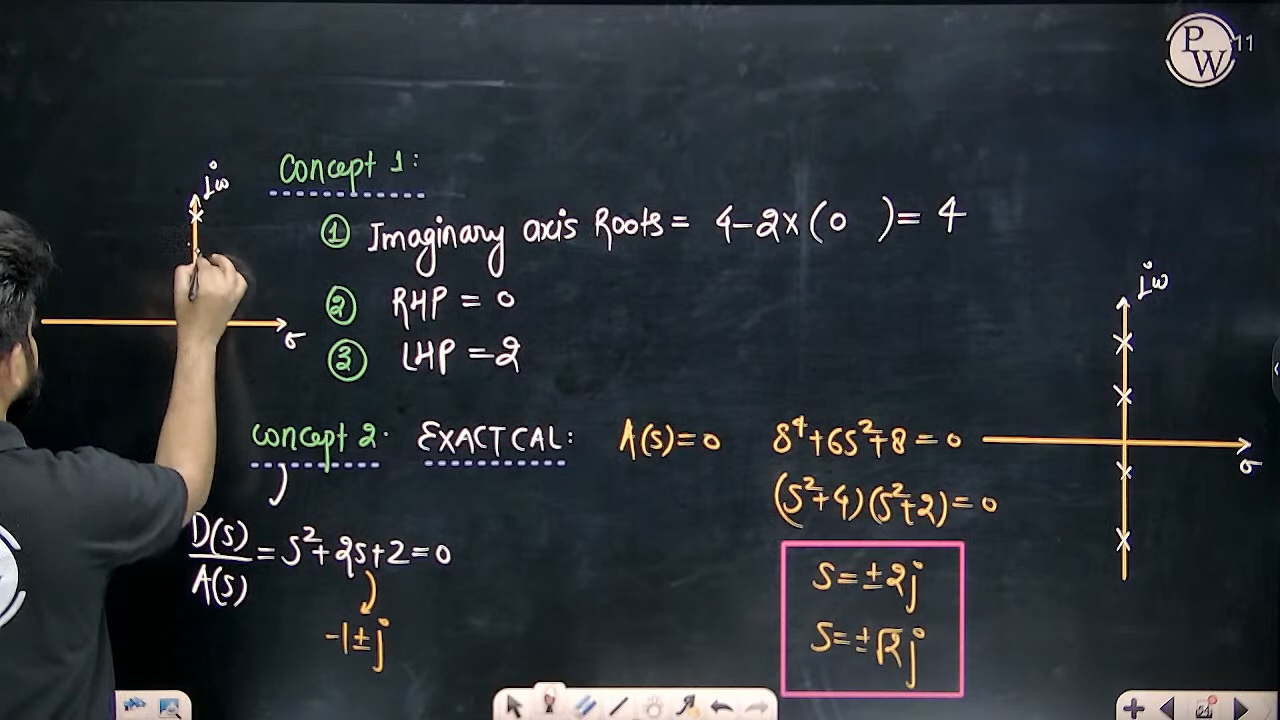 PW 11
Concept 1:
jω
① Imaginary axis Roots = 4-2×(0 ) = 4
② RHP = 0
③ LHP = 2
σ
jω
Concept 2. EXACT CAL: A(s)=0 8⁴+6s²+8=0
σ
(s²+4)(s²+2)=0
D(s)/A(s) = s²+2s+2=0
-1±j
s=±2j
s=±√2j